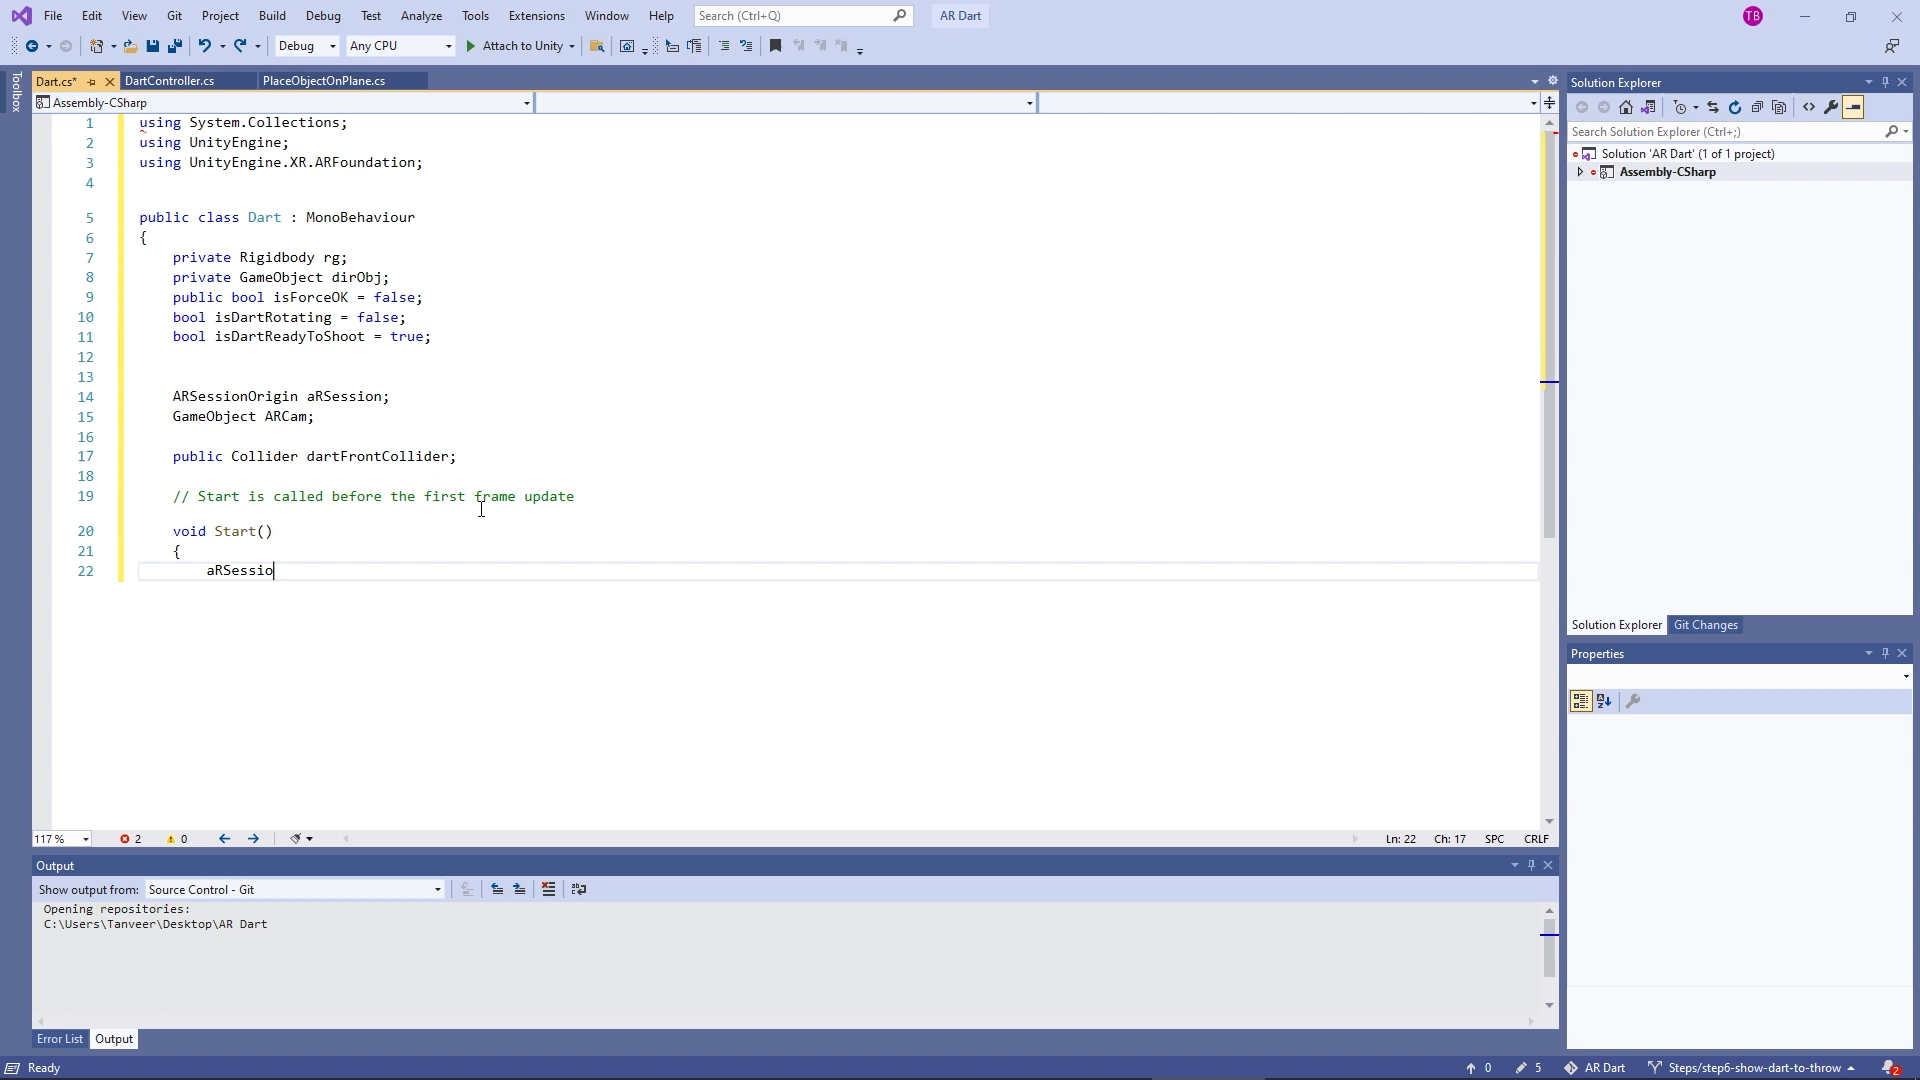 File Edit View Git Project Build Debug Test Analyze Tools Extensions Window Help Search (Ctrl+Q) AR Dart TB
Debug Any CPU Attach to Unity
Toolbox
Dart.cs* DartController.cs PlaceObjectOnPlane.cs
Assembly-CSharp
1 using System.Collections;
2 using UnityEngine;
3 using UnityEngine.XR.ARFoundation;
4
5 public class Dart : MonoBehaviour
6 {
7 private Rigidbody rg;
8 private GameObject dirObj;
9 public bool isForceOK = false;
10 bool isDartRotating = false;
11 bool isDartReadyToShoot = true;
12
13
14 ARSessionOrigin aRSession;
15 GameObject ARCam;
16
17 public Collider dartFrontCollider;
18
19 // Start is called before the first frame update
20 void Start()
21 {
22 aRSessio
117 % 2 0 Ln: 22 Ch: 17 SPC CRLF
Output
Show output from: Source Control - Git
Opening repositories:
C:\Users\Tanveer\Desktop\AR Dart
Error List Output
Solution Explorer
Search Solution Explorer (Ctrl+;)
Solution 'AR Dart' (1 of 1 project)
Assembly-CSharp
Solution Explorer Git Changes
Properties
Ready 0 5 AR Dart Steps/step6-show-dart-to-throw 2